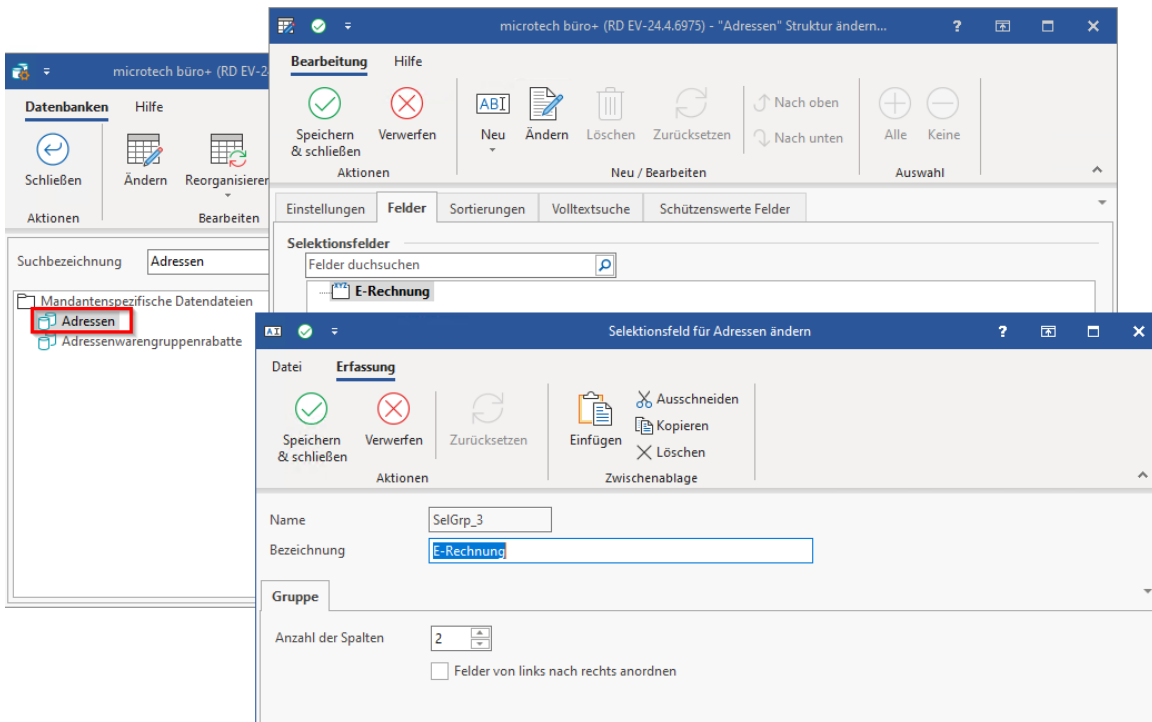 microtech büro+ (RD EV-24.4.6975) - "Adressen" Struktur ändern...
?
Bearbeitung Hilfe
Speichern & schließen
Verwerfen
ABI
Neu
Ändern
Löschen
Zurücksetzen
Nach oben
Nach unten
Alle
Keine
Aktionen
Neu / Bearbeiten
Auswahl
Einstellungen Felder Sortierungen Volltextsuche Schützenswerte Felder
Selektionsfelder
Felder duchsuchen
XYZ
E-Rechnung
microtech büro+ (RD EV-2
Datenbanken Hilfe
Schließen
Ändern
Reorganisieren
Aktionen
Bearbeiten
Suchbezeichnung Adressen
Mandantenspezifische Datendateien
Adressen
Adressenwarengruppenrabatte
AI
Selektionsfeld für Adressen ändern
?
Datei Erfassung
Speichern & schließen
Verwerfen
Zurücksetzen
Einfügen
Ausschneiden
Kopieren
Löschen
Aktionen
Zwischenablage
Name SelGrp_3
Bezeichnung E-Rechnung
Gruppe
Anzahl der Spalten 2
Felder von links nach rechts anordnen